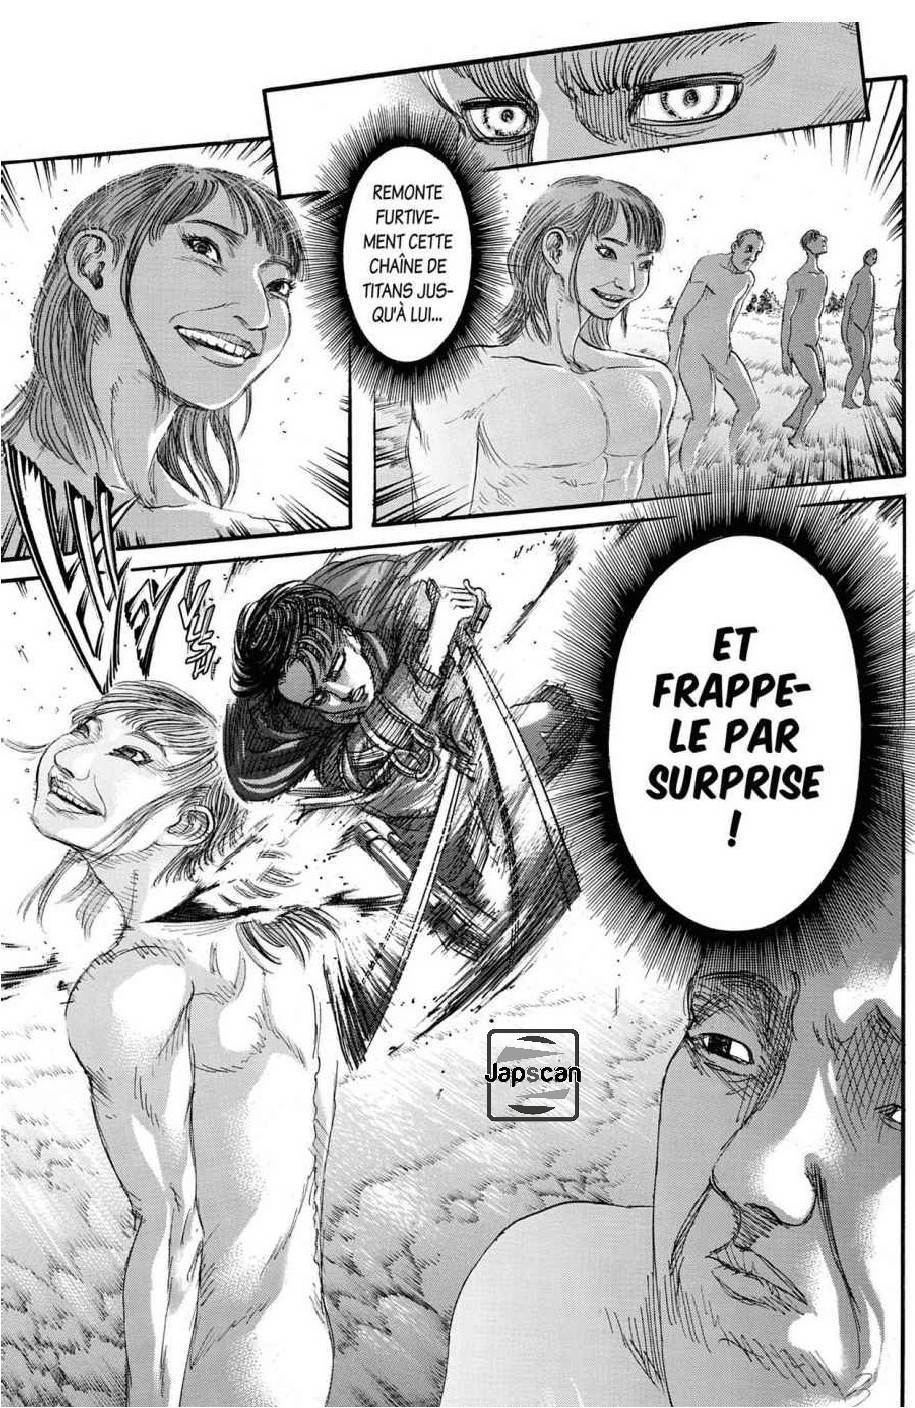 REMONTE
FURTIVE-
MENT CETTE
CHAÎNE DE
TITANS JUS-
QU'À LUI...
ET
FRAPPE-
LE PAR
SURPRISE
!
Japscan